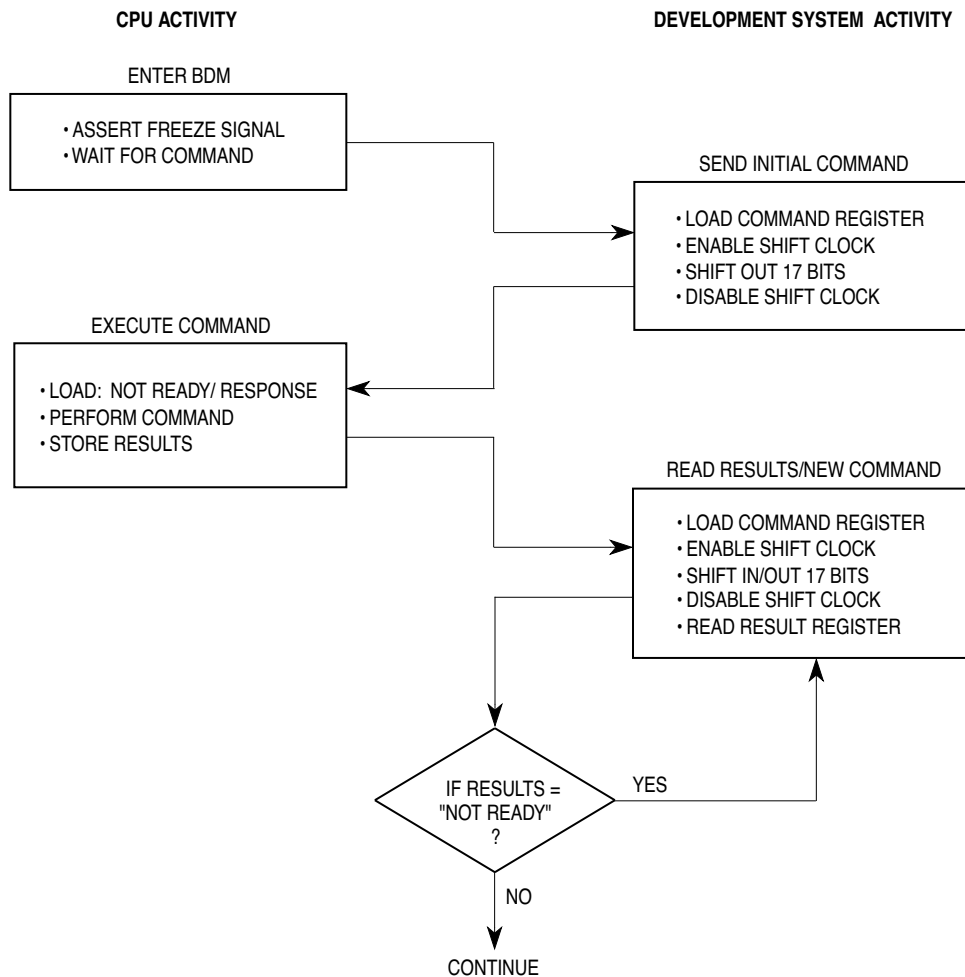 CPU ACTIVITY
DEVELOPMENT SYSTEM ACTIVITY
ENTER BDM
• ASSERT FREEZE SIGNAL
• WAIT FOR COMMAND
SEND INITIAL COMMAND
• LOAD COMMAND REGISTER
• ENABLE SHIFT CLOCK
• SHIFT OUT 17 BITS
• DISABLE SHIFT CLOCK
EXECUTE COMMAND
• LOAD: NOT READY/ RESPONSE
• PERFORM COMMAND
• STORE RESULTS
READ RESULTS/NEW COMMAND
• LOAD COMMAND REGISTER
• ENABLE SHIFT CLOCK
• SHIFT IN/OUT 17 BITS
• DISABLE SHIFT CLOCK
• READ RESULT REGISTER
IF RESULTS =
"NOT READY"
?
YES
NO
CONTINUE